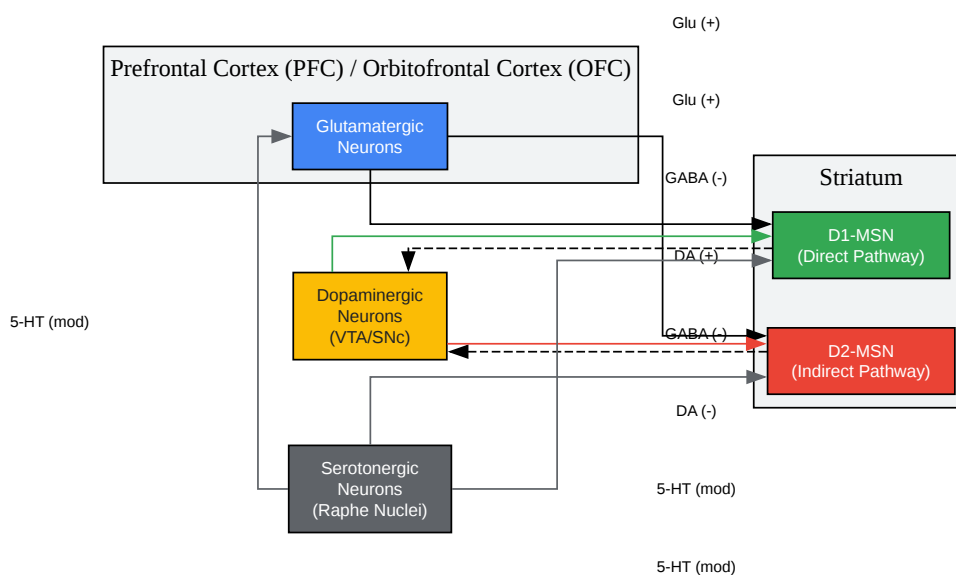 Glu (+)
Prefrontal Cortex (PFC) / Orbitofrontal Cortex (OFC)
Glu (+)
Glutamatergic
Neurons
GABA (-)
Striatum
D1-MSN
(Direct Pathway)
DA (+)
Dopaminergic
Neurons
(VTA/SNc)
5-HT (mod)
GABA (-)
D2-MSN
(Indirect Pathway)
DA (-)
Serotonergic
Neurons
(Raphe Nuclei)
5-HT (mod)
5-HT (mod)